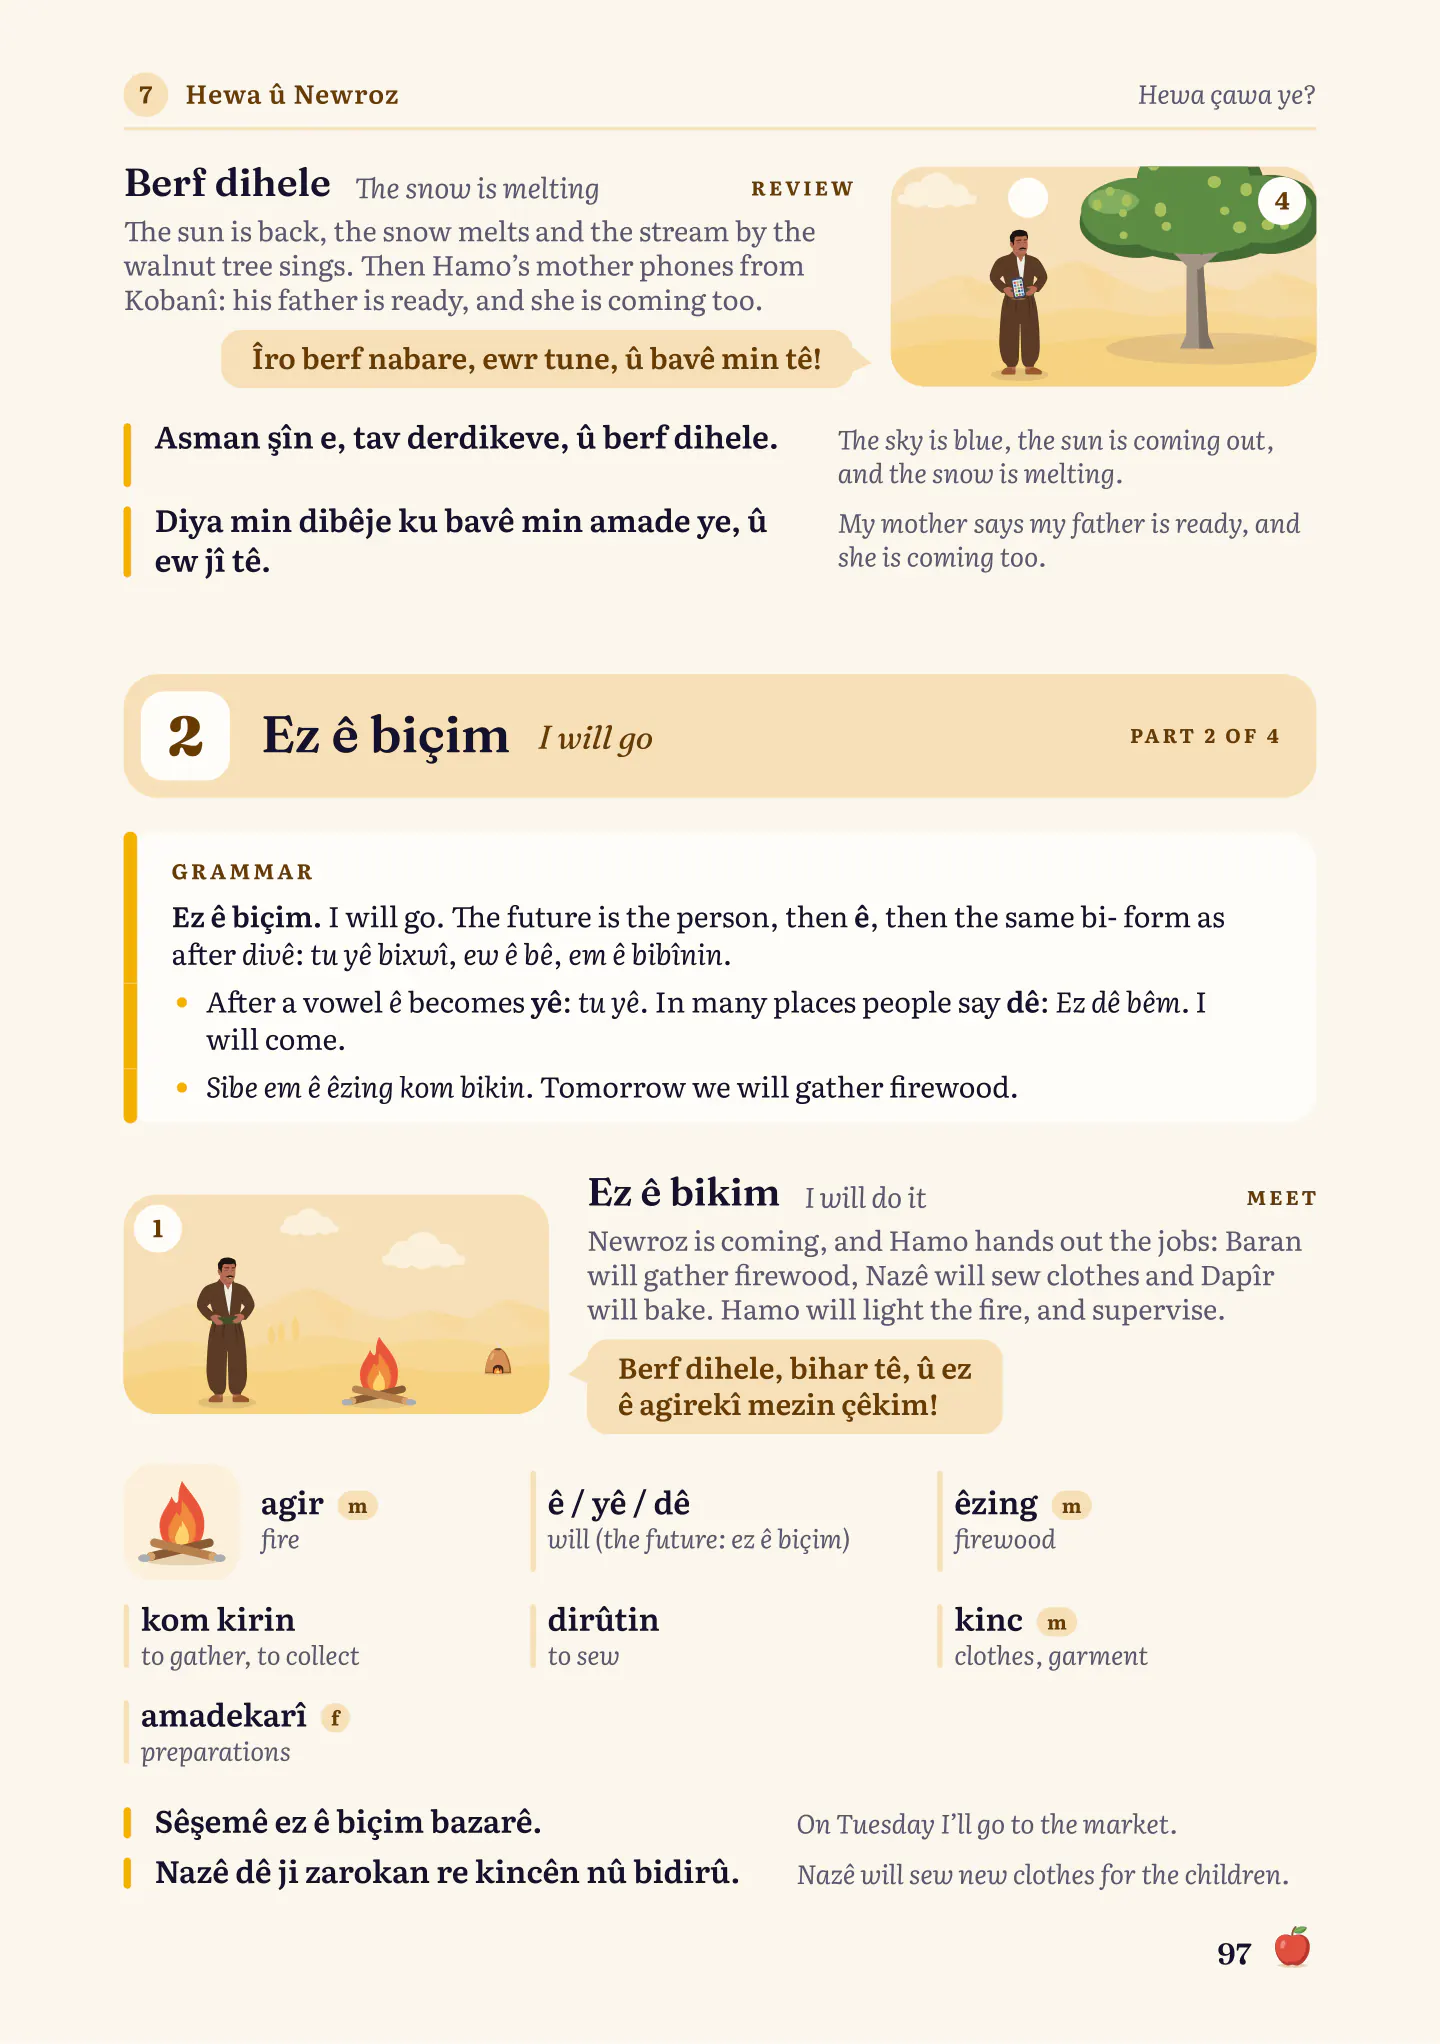 7 Hewa û Newroz
Hewa çawa ye?
Berf dihele The snow is melting REVIEW
The sun is back, the snow melts and the stream by the
walnut tree sings. Then Hamo’s mother phones from
Kobanî: his father is ready, and she is coming too.
Îro berf nabare, ewr tune, û bavê min tê!
4
Asman şîn e, tav derdikeve, û berf dihele.
The sky is blue, the sun is coming out,
and the snow is melting.
Diya min dibêje ku bavê min amade ye, û
ew jî tê.
My mother says my father is ready, and
she is coming too.
2 Ez ê biçim I will go PART 2 OF 4
GRAMMAR
Ez ê biçim. I will go. The future is the person, then ê, then the same bi- form as
after divê: tu yê bixwî, ew ê bê, em ê bibînin.
• After a vowel ê becomes yê: tu yê. In many places people say dê: Ez dê bêm. I
will come.
• Sibe em ê êzing kom bikin. Tomorrow we will gather firewood.
1
Ez ê bikim I will do it MEET
Newroz is coming, and Hamo hands out the jobs: Baran
will gather firewood, Nazê will sew clothes and Dapîr
will bake. Hamo will light the fire, and supervise.
Berf dihele, bihar tê, û ez
ê agirekî mezin çêkim!
agir m
fire
ê / yê / dê
will (the future: ez ê biçim)
êzing m
firewood
kom kirin
to gather, to collect
dirûtin
to sew
kinc m
clothes, garment
amadekarî f
preparations
Sêşemê ez ê biçim bazarê.
On Tuesday I’ll go to the market.
Nazê dê ji zarokan re kincên nû bidirû.
Nazê will sew new clothes for the children.
97